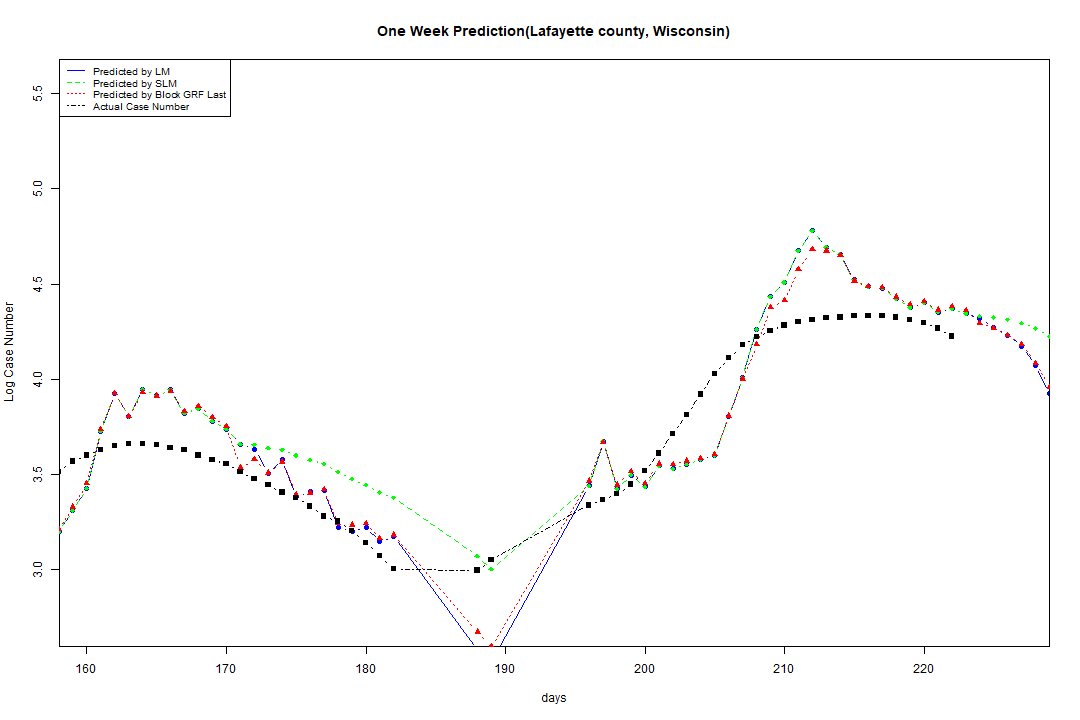 One Week Prediction(Lafayette county, Wisconsin)
Predicted by LM
Predicted by SLM
Predicted by Block GRF Last
Actual Case Number
5.5
5.0
4.5
4.0
3.5
3.0
Log Case Number
160 170 180 190 200 210 220
days